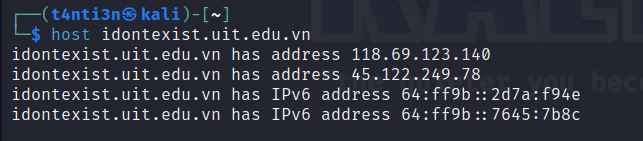 ┌──(t4nti3n㉿kali)-[~]
└─$ host idontexist.uit.edu.vn
idontexist.uit.edu.vn has address 118.69.123.140
idontexist.uit.edu.vn has address 45.122.249.78
idontexist.uit.edu.vn has IPv6 address 64:ff9b::2d7a:f94e
idontexist.uit.edu.vn has IPv6 address 64:ff9b::7645:7b8c